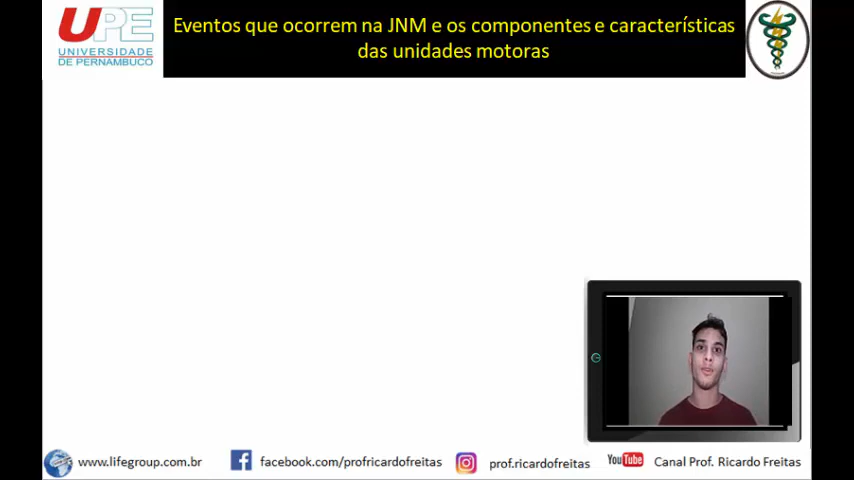 UPE
UNIVERSIDADE
DE PERNAMBUCO
Eventos que ocorrem na JNM e os componentes e características
das unidades motoras
www.lifegroup.com.br
facebook.com/profricardofreitas
prof.ricardofreitas
YouTube
Canal Prof. Ricardo Freitas